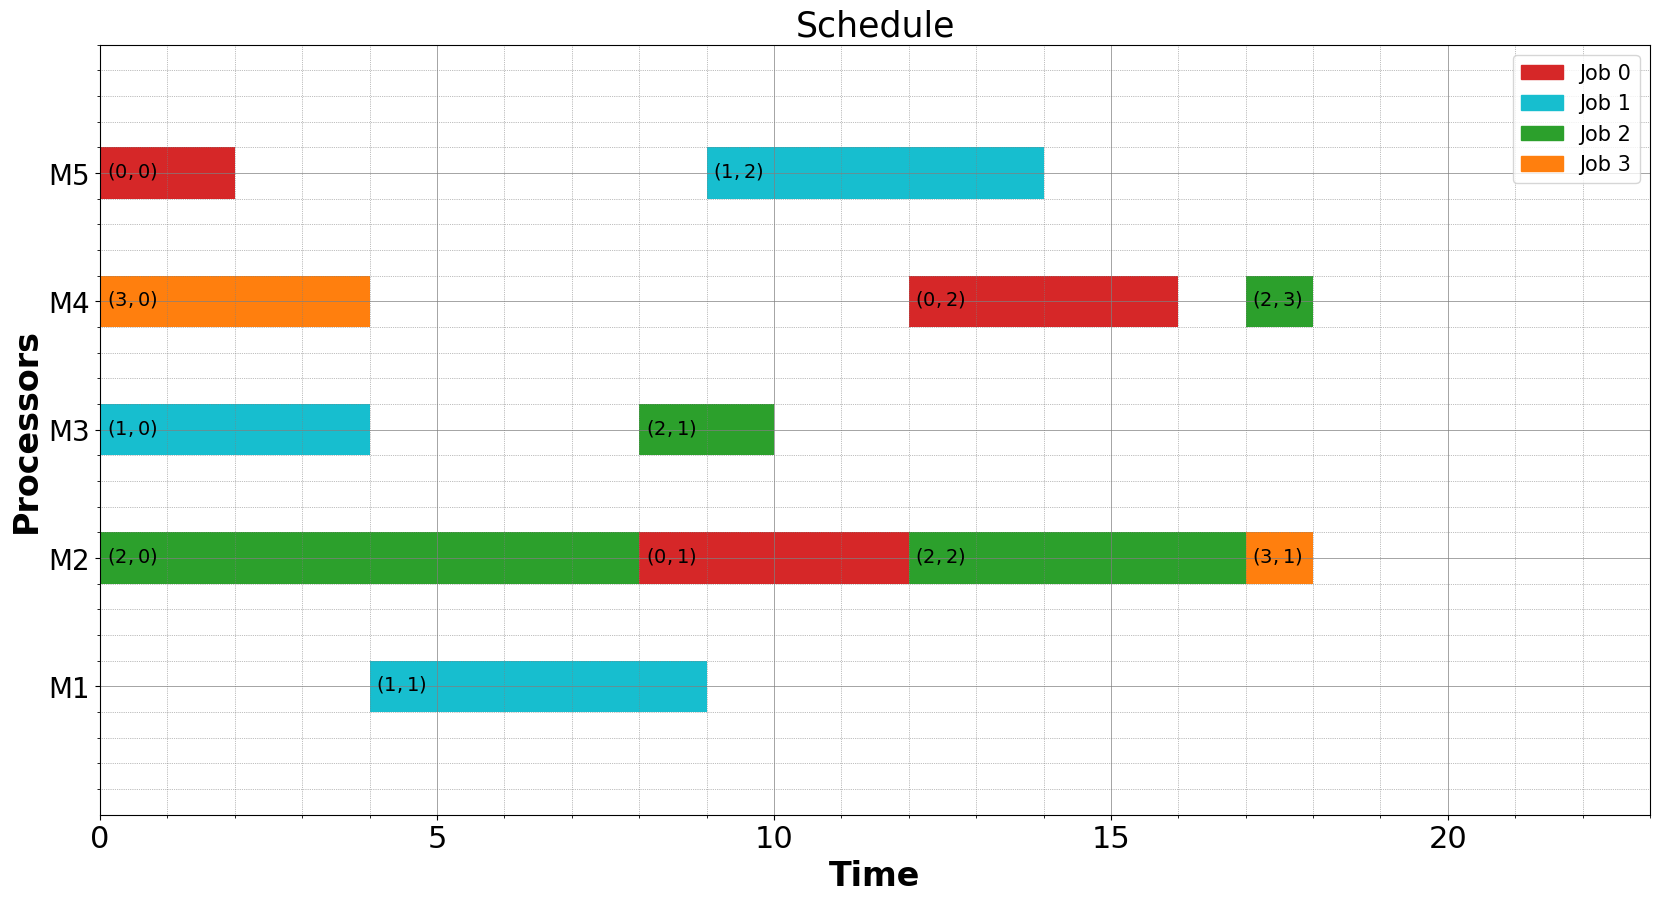 Schedule
Job 0
Job 1
Job 2
Job 3
M5
(0, 0)
(1, 2)
M4
(3, 0)
(0, 2)
(2, 3)
M3
(1, 0)
(2, 1)
M2
(2, 0)
(0, 1)
(2, 2)
(3, 1)
M1
(1, 1)
Processors
0 5 10 15 20
Time